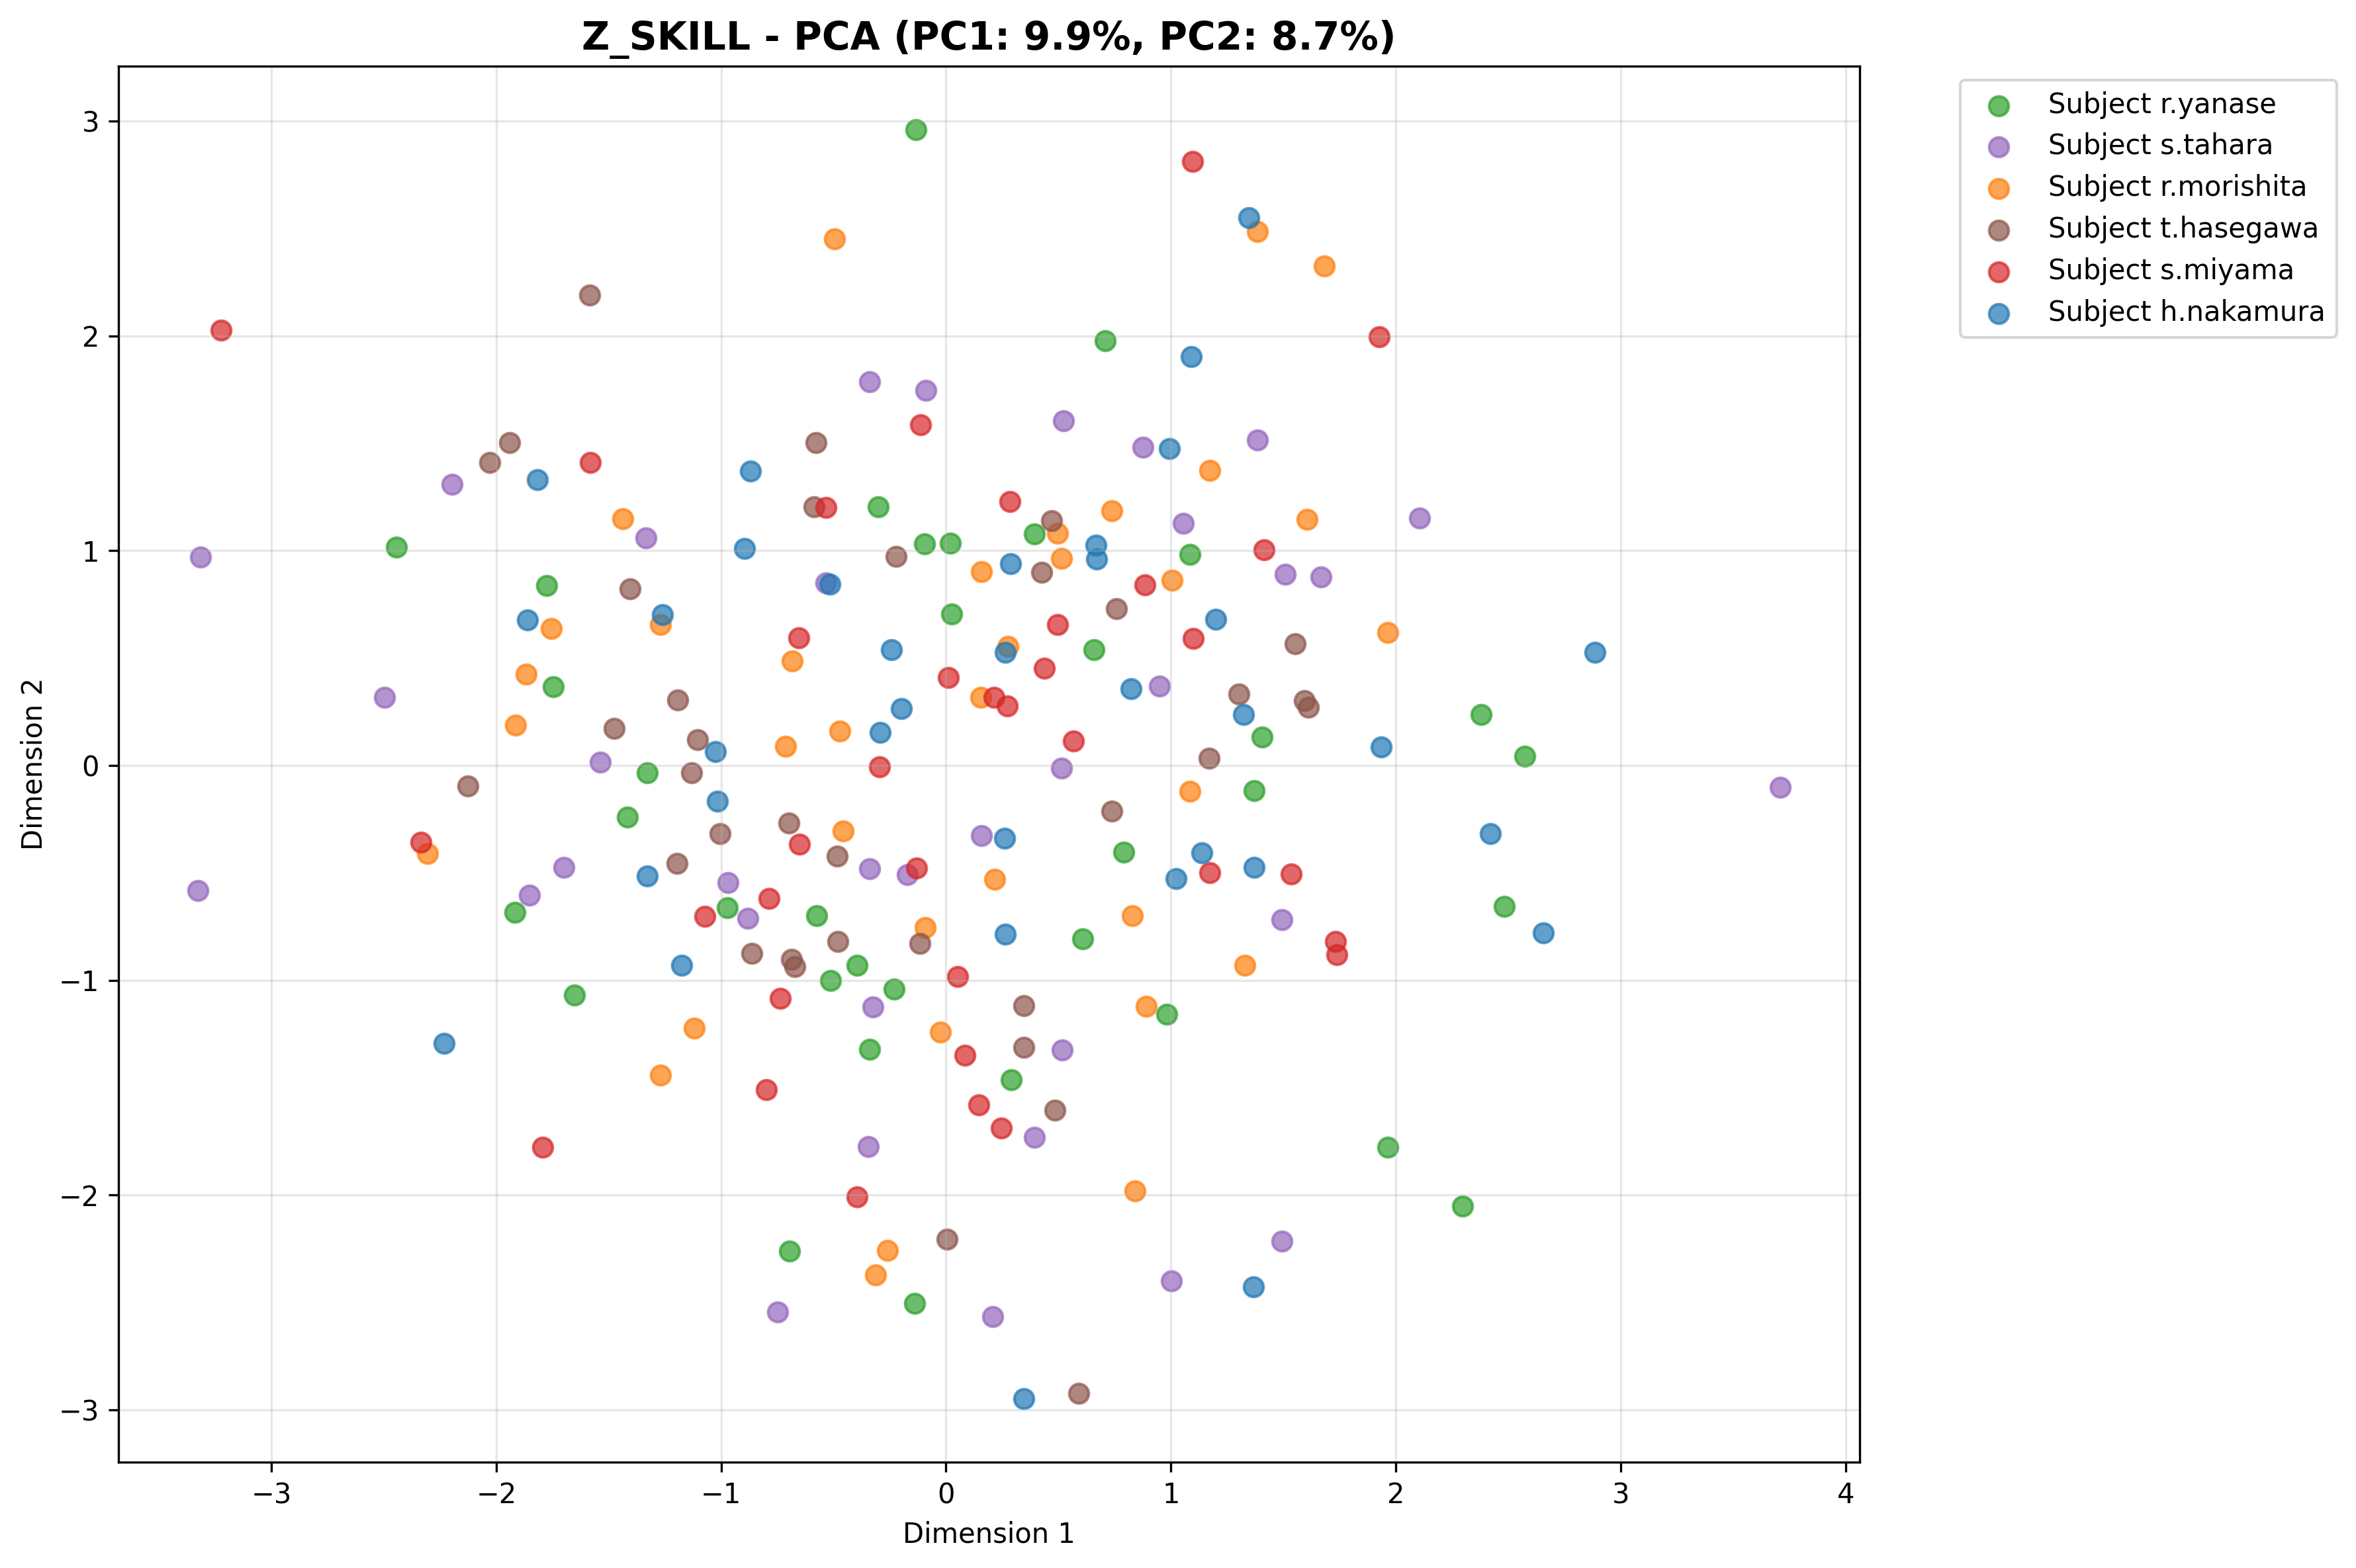 Z_SKILL - PCA (PC1: 9.9%, PC2: 8.7%)
Subject r.yanase
Subject s.tahara
Subject r.morishita
Subject t.hasegawa
Subject s.miyama
Subject h.nakamura
3
2
1
0
−1
−2
−3
Dimension 2
−3
−2
−1
0
1
2
3
4
Dimension 1